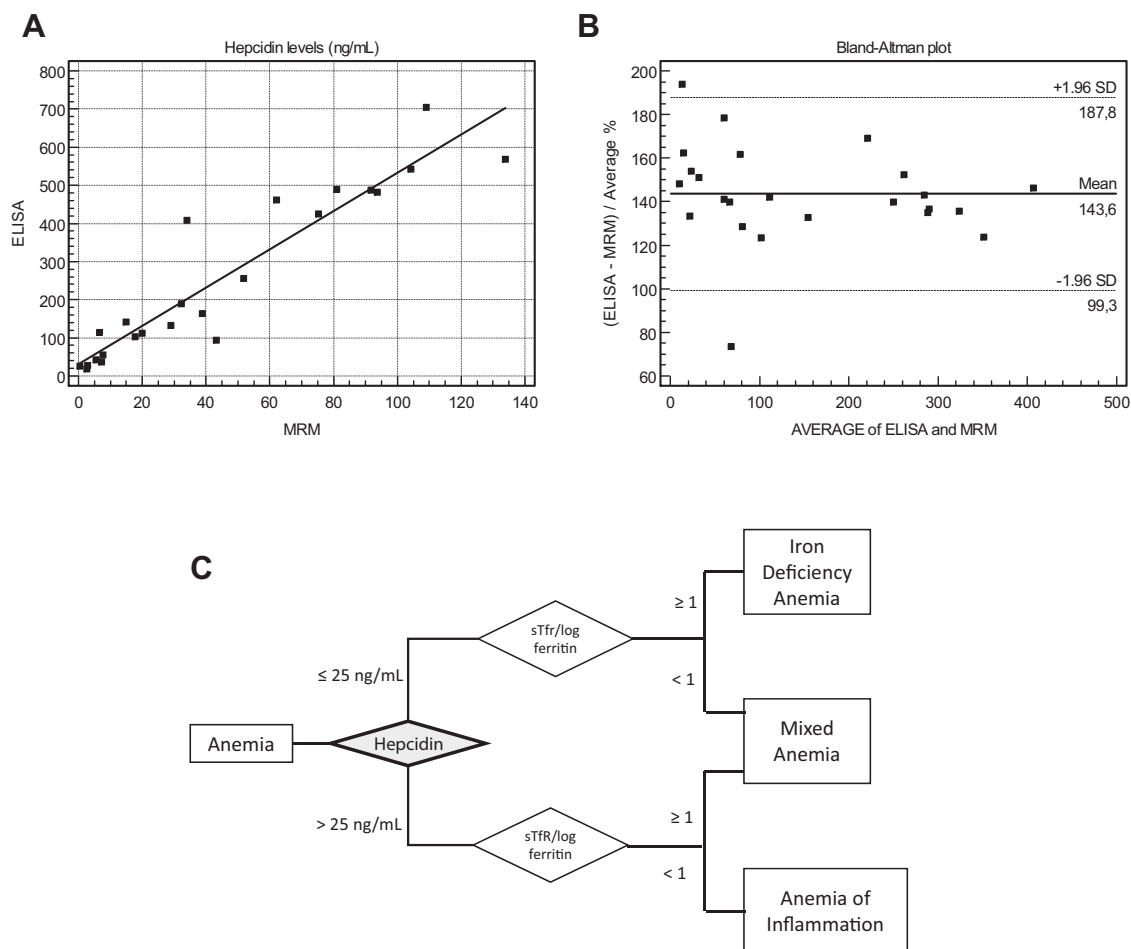 A
Hepcidin levels (ng/mL)
800
700
600
500
400
300
200
100
0
ELISA
0 20 40 60 80 100 120 140
MRM
B
Bland-Altman plot
200
180
160
140
120
100
80
60
(ELISA - MRM) / Average %
+1.96 SD
187,8
Mean
143,6
-1.96 SD
99,3
0 100 200 300 400 500
AVERAGE of ELISA and MRM
C
Anemia
Hepcidin
≤ 25 ng/mL
> 25 ng/mL
sTfr/log
ferritin
≥ 1
< 1
sTfR/log
ferritin
≥ 1
< 1
Iron
Deficiency
Anemia
Mixed
Anemia
Anemia of
Inflammation